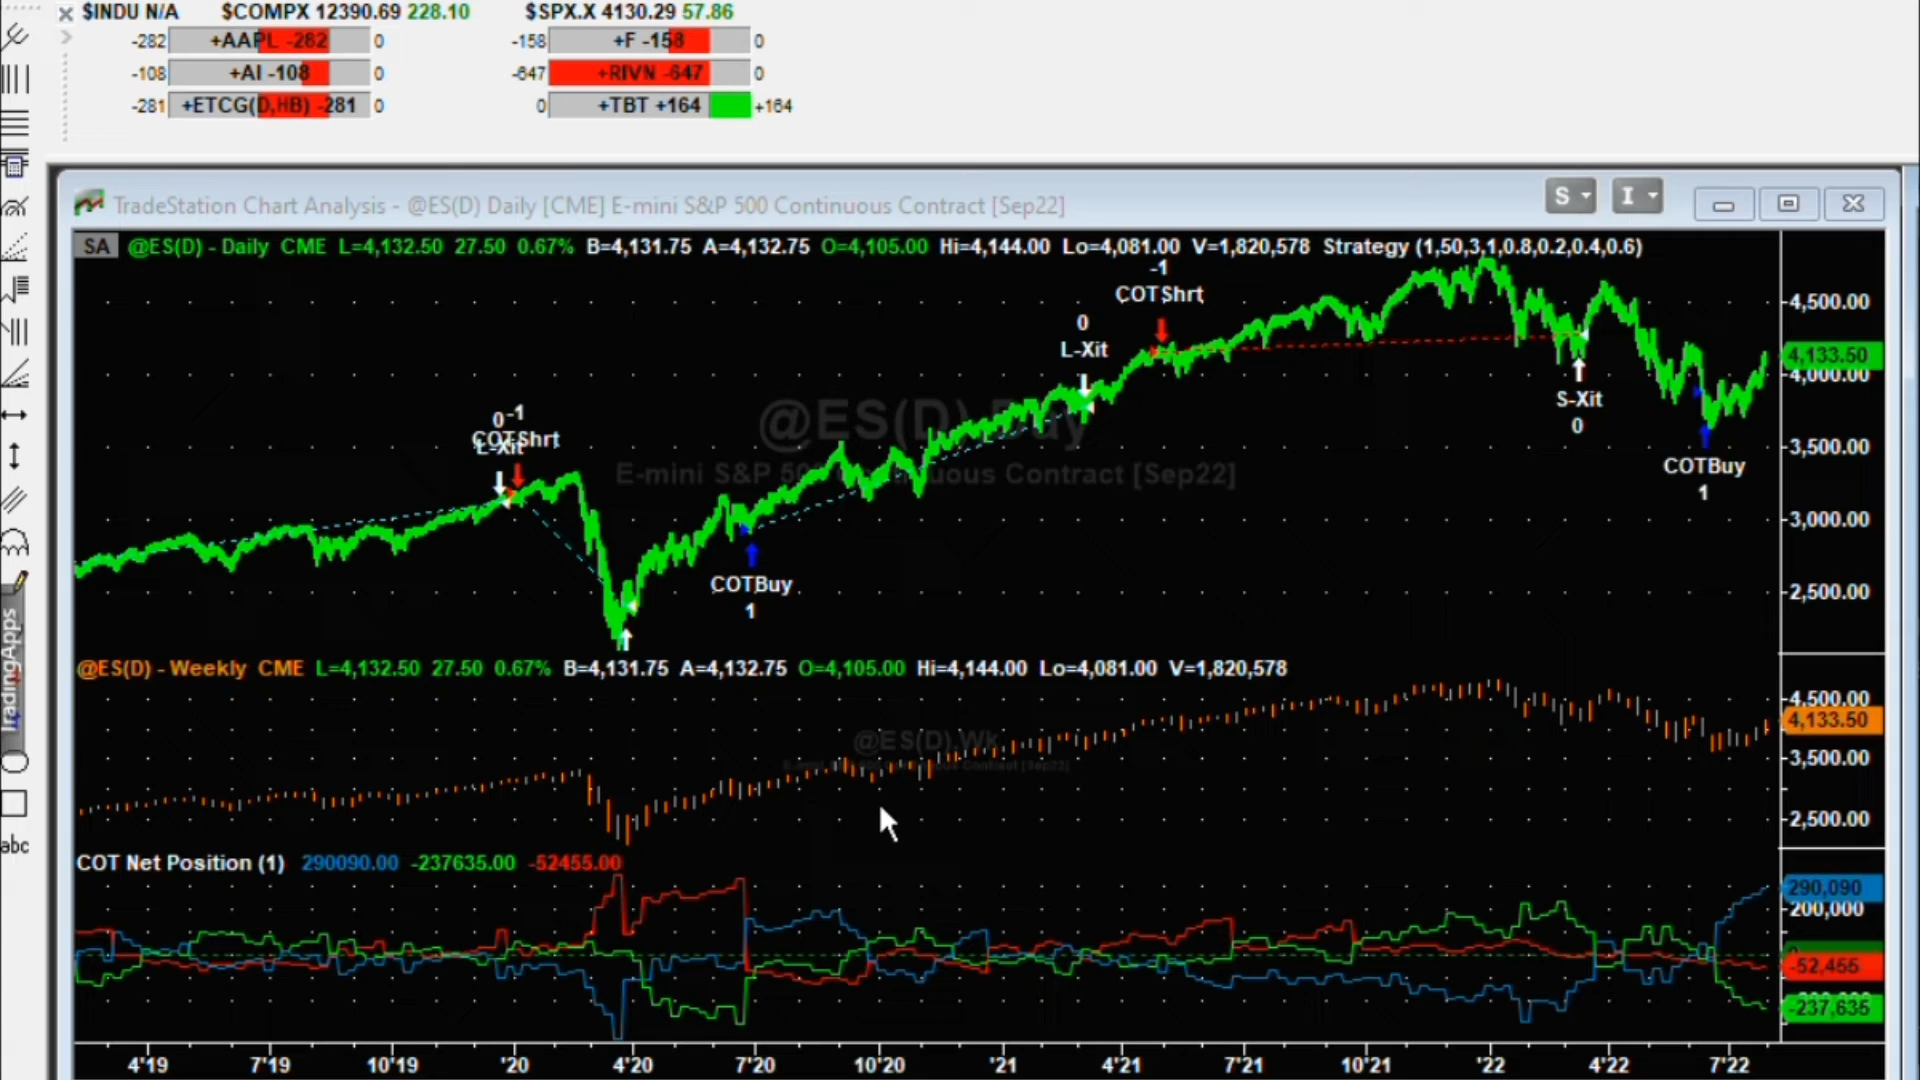 $INDU N/A $COMPX 12390.69 228.10 $SPX.X 4130.29 57.86
-282 +AAPL -282 0 -158 +F -158 0
-108 +AI -108 0 -647 +RIVN -647 0
-281 +ETCG(D,HB) -281 0 0 +TBT +164 +164
TradeStation Chart Analysis - @ES(D) Daily [CME] E-mini S&P 500 Continuous Contract [Sep22]
S I
SA @ES(D) - Daily CME L=4,132.50 27.50 0.67% B=4,131.75 A=4,132.75 O=4,105.00 Hi=4,144.00 Lo=4,081.00 V=1,820,578 Strategy (1,50,3,1,0.8,0.2,0.4,0.6)
-1
COTShrt
4,500.00
0
L-Xit
4,133.50
4,000.00
S-Xit
0
0 -1
COTShrt
L-Xit
3,500.00
COTBuy
1
3,000.00
COTBuy
1
2,500.00
TradingApps
abc
@ES(D) - Weekly CME L=4,132.50 27.50 0.67% B=4,131.75 A=4,132.75 O=4,105.00 Hi=4,144.00 Lo=4,081.00 V=1,820,578
@ES(D),Wk
4,500.00
4,133.50
3,500.00
2,500.00
COT Net Position (1) 290090.00 -237635.00 -52455.00
290,090
200,000
-52,455
-237,635
4'19 7'19 10'19 '20 4'20 7'20 10'20 '21 4'21 7'21 10'21 '22 4'22 7'22